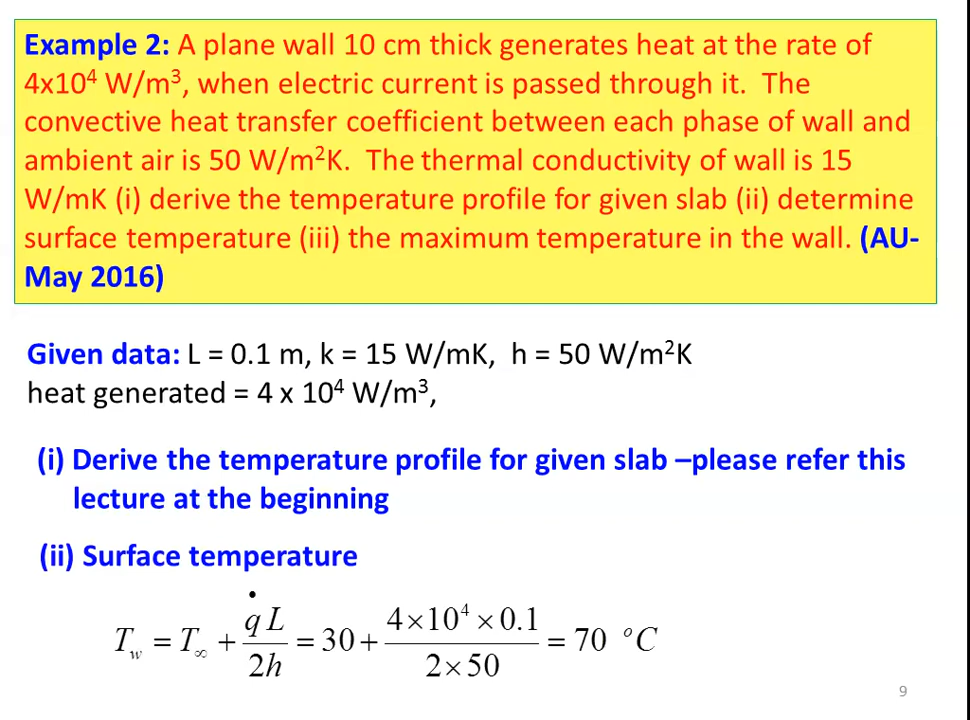 Example 2: A plane wall 10 cm thick generates heat at the rate of
4x10⁴ W/m³, when electric current is passed through it. The
convective heat transfer coefficient between each phase of wall and
ambient air is 50 W/m²K. The thermal conductivity of wall is 15
W/mK (i) derive the temperature profile for given slab (ii) determine
surface temperature (iii) the maximum temperature in the wall. (AU-
May 2016)
Given data: L = 0.1 m, k = 15 W/mK, h = 50 W/m²K
heat generated = 4 x 10⁴ W/m³,
(i) Derive the temperature profile for given slab –please refer this
lecture at the beginning
(ii) Surface temperature
T_w = T_∞ + q̇ L / 2h = 30 + 4×10⁴ × 0.1 / 2×50 = 70 °C
9